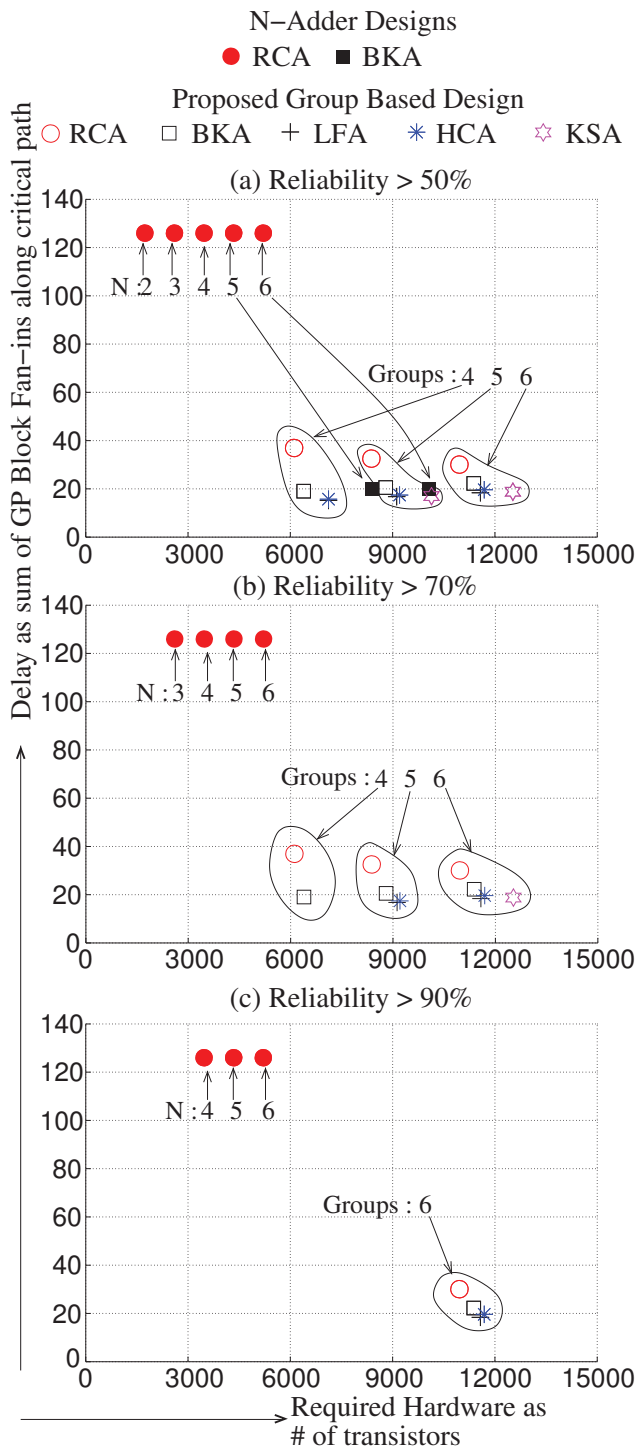 N−Adder Designs
RCA BKA
Proposed Group Based Design
RCA BKA LFA HCA KSA
Delay as sum of GP Block Fan−ins along critical path
(a) Reliability > 50%
140
120
100
80
60
40
20
0
N :2 3 4 5 6
Groups : 4 5 6
0 3000 6000 9000 12000 15000
(b) Reliability > 70%
140
120
100
80
60
40
20
0
N : 3 4 5 6
Groups : 4 5 6
0 3000 6000 9000 12000 15000
(c) Reliability > 90%
140
120
100
80
60
40
20
0
N : 4 5 6
Groups : 6
0 3000 6000 9000 12000 15000
Required Hardware as
# of transistors